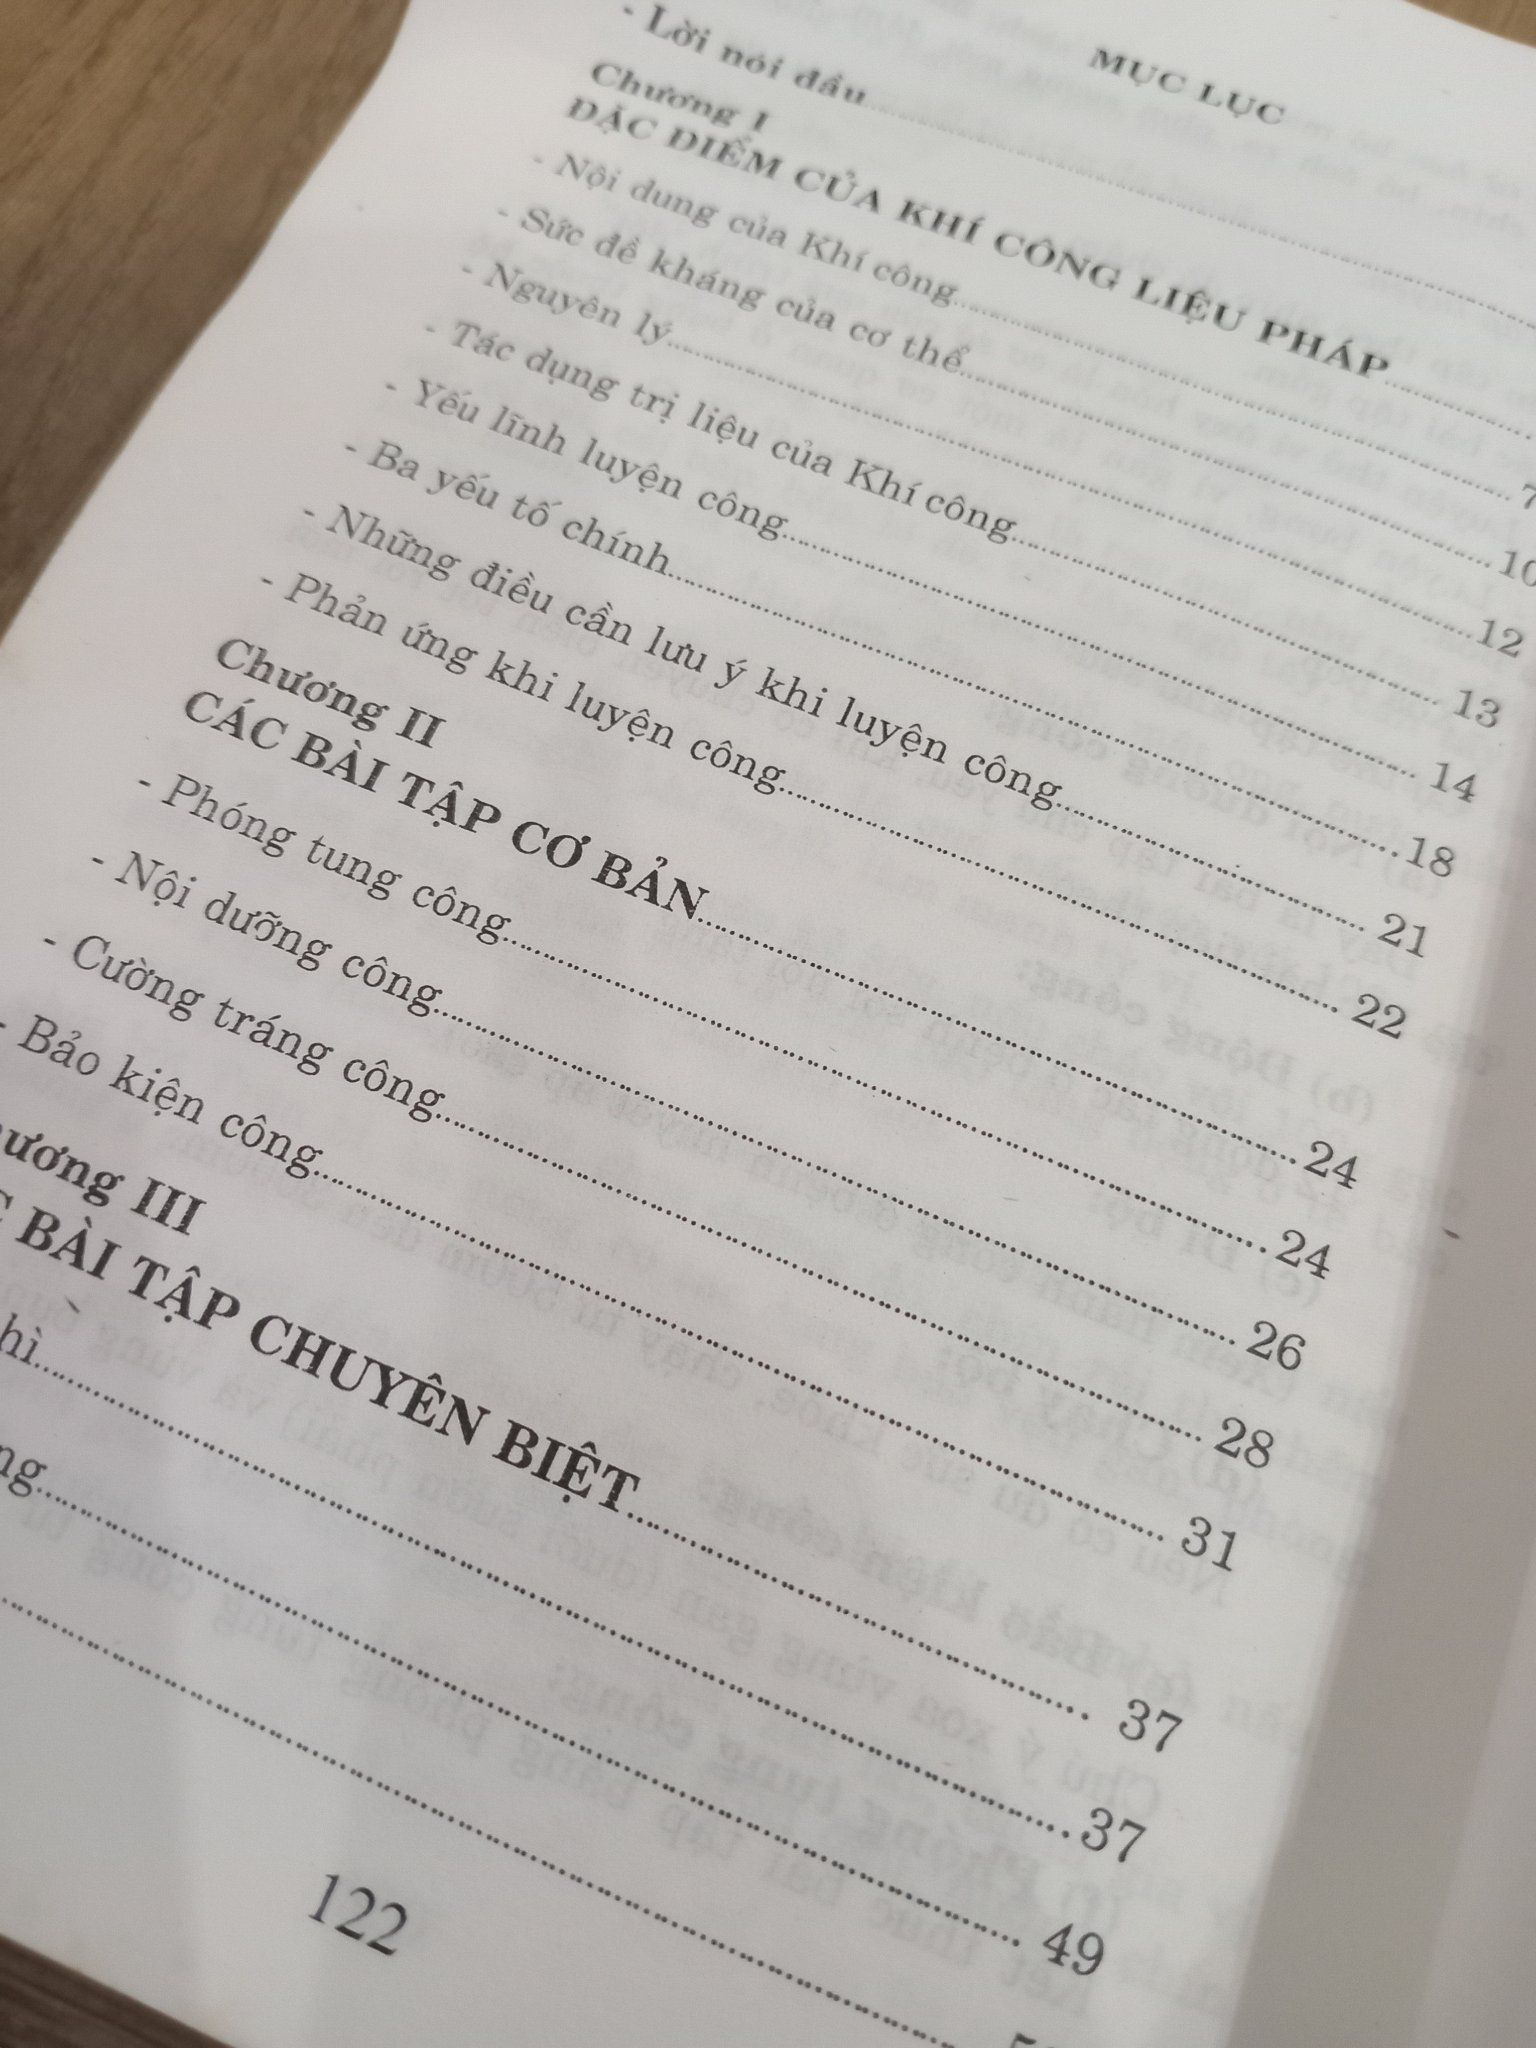 MỤC LỤC
- Lời nói đầu
Chương I
ĐẶC ĐIỂM CỦA KHÍ CÔNG LIỆU PHÁP
- Nội dung của Khí công 7
- Sức đề kháng của cơ thể 10
- Nguyên lý 12
- Tác dụng trị liệu của Khí công 13
- Yếu lĩnh luyện công 14
- Ba yếu tố chính 18
- Những điều cần lưu ý khi luyện công 21
- Phản ứng khi luyện công 22
Chương II
CÁC BÀI TẬP CƠ BẢN 24
- Phóng tung công 24
- Nội dưỡng công 26
- Cường tráng công 28
- Bảo kiện công 31
III
BÀI TẬP CHUYÊN BIỆT 37
37
49
122